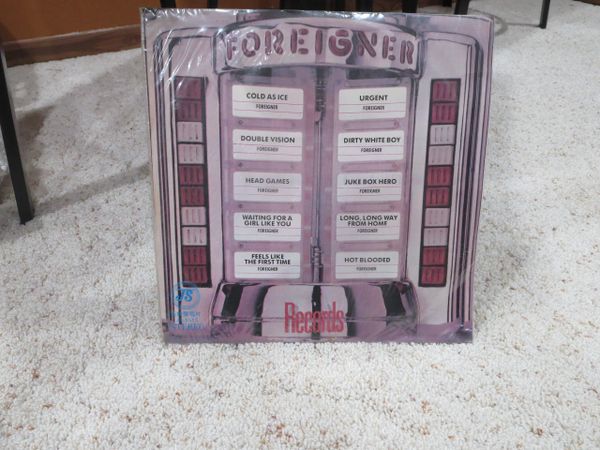 FOREIGNER
COLD AS ICE
FOREIGNER
URGENT
FOREIGNER
DOUBLE VISION
FOREIGNER
DIRTY WHITE BOY
FOREIGNER
HEAD GAMES
FOREIGNER
JUKE BOX HERO
FOREIGNER
WAITING FOR A
GIRL LIKE YOU
FOREIGNER
LONG, LONG WAY
FROM HOME
FOREIGNER
FEELS LIKE
THE FIRST TIME
FOREIGNER
HOT BLOODED
FOREIGNER
Records
STEREO